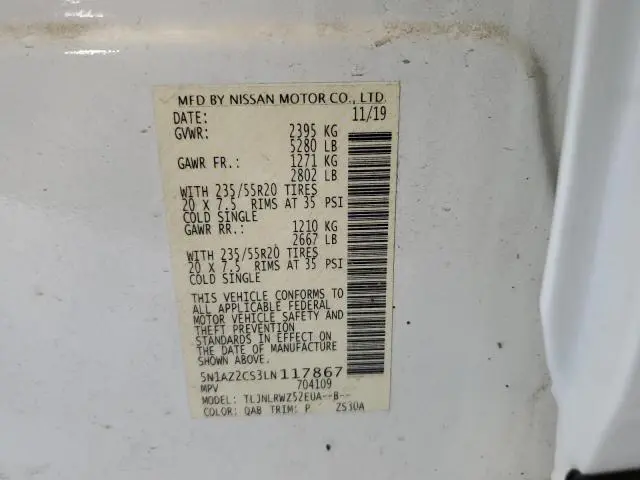 MFD BY NISSAN MOTOR CO., LTD.
DATE: 11/19
GVWR: 2395 KG
5280 LB
GAWR FR.: 1271 KG
2802 LB
WITH 235/55R20 TIRES
20 X 7.5 RIMS AT 35 PSI
COLD SINGLE
GAWR RR.: 1210 KG
2667 LB
WITH 235/55R20 TIRES
20 X 7.5 RIMS AT 35 PSI
COLD SINGLE
THIS VEHICLE CONFORMS TO
ALL APPLICABLE FEDERAL
MOTOR VEHICLE SAFETY AND
THEFT PREVENTION
STANDARDS IN EFFECT ON
THE DATE OF MANUFACTURE
SHOWN ABOVE.
5N1AZ2CS3LN117867
MPV 704109
MODEL: TLJNLRWZ52EUA--B--
COLOR: QAB TRIM: P ZS30A